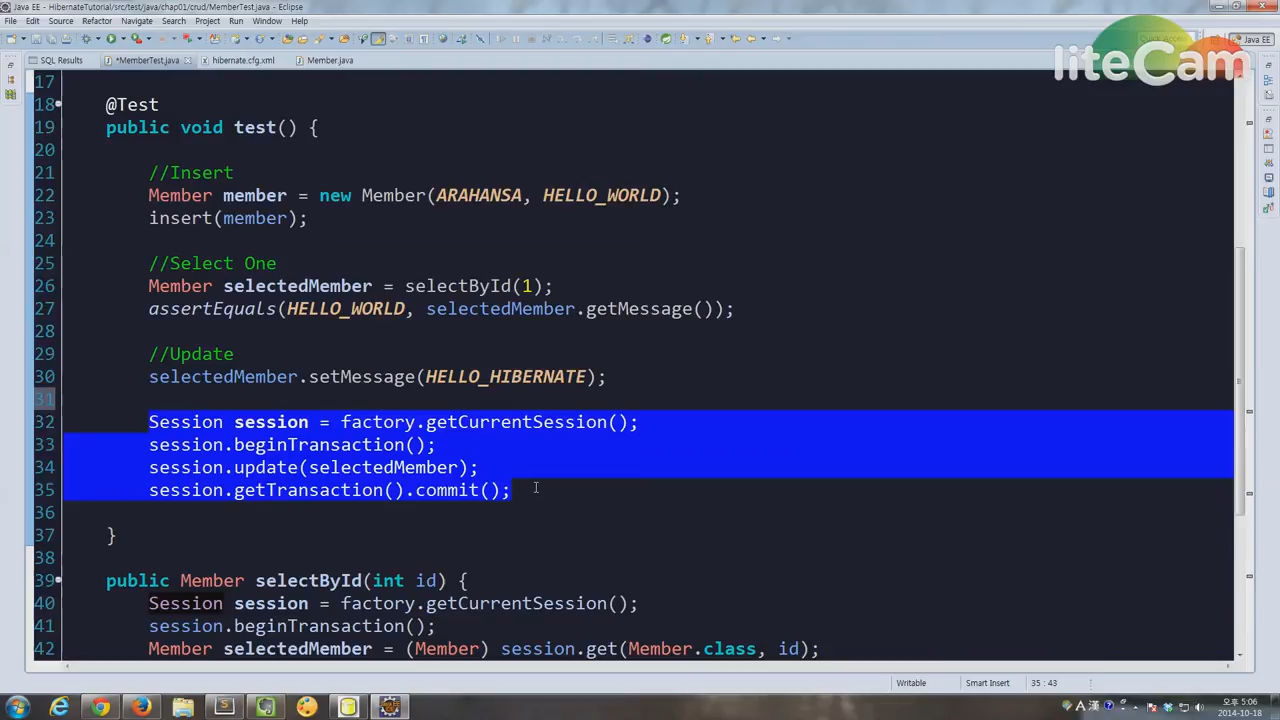 Java EE - HibernateTutorial/src/test/java/chap01/crud/MemberTest.java - Eclipse
File Edit Source Refactor Navigate Search Project Run Window Help
Java EE
liteCam
SQL Results *MemberTest.java hibernate.cfg.xml Member.java
17
18 @Test
19 public void test() {
20
21 //Insert
22 Member member = new Member(ARAHANSA, HELLO_WORLD);
23 insert(member);
24
25 //Select One
26 Member selectedMember = selectById(1);
27 assertEquals(HELLO_WORLD, selectedMember.getMessage());
28
29 //Update
30 selectedMember.setMessage(HELLO_HIBERNATE);
31
32 Session session = factory.getCurrentSession();
33 session.beginTransaction();
34 session.update(selectedMember);
35 session.getTransaction().commit();
36
37 }
38
39 public Member selectById(int id) {
40 Session session = factory.getCurrentSession();
41 session.beginTransaction();
42 Member selectedMember = (Member) session.get(Member.class, id);
Writable Smart Insert 35 : 43
A 漢
오후 5:06
2014-10-18